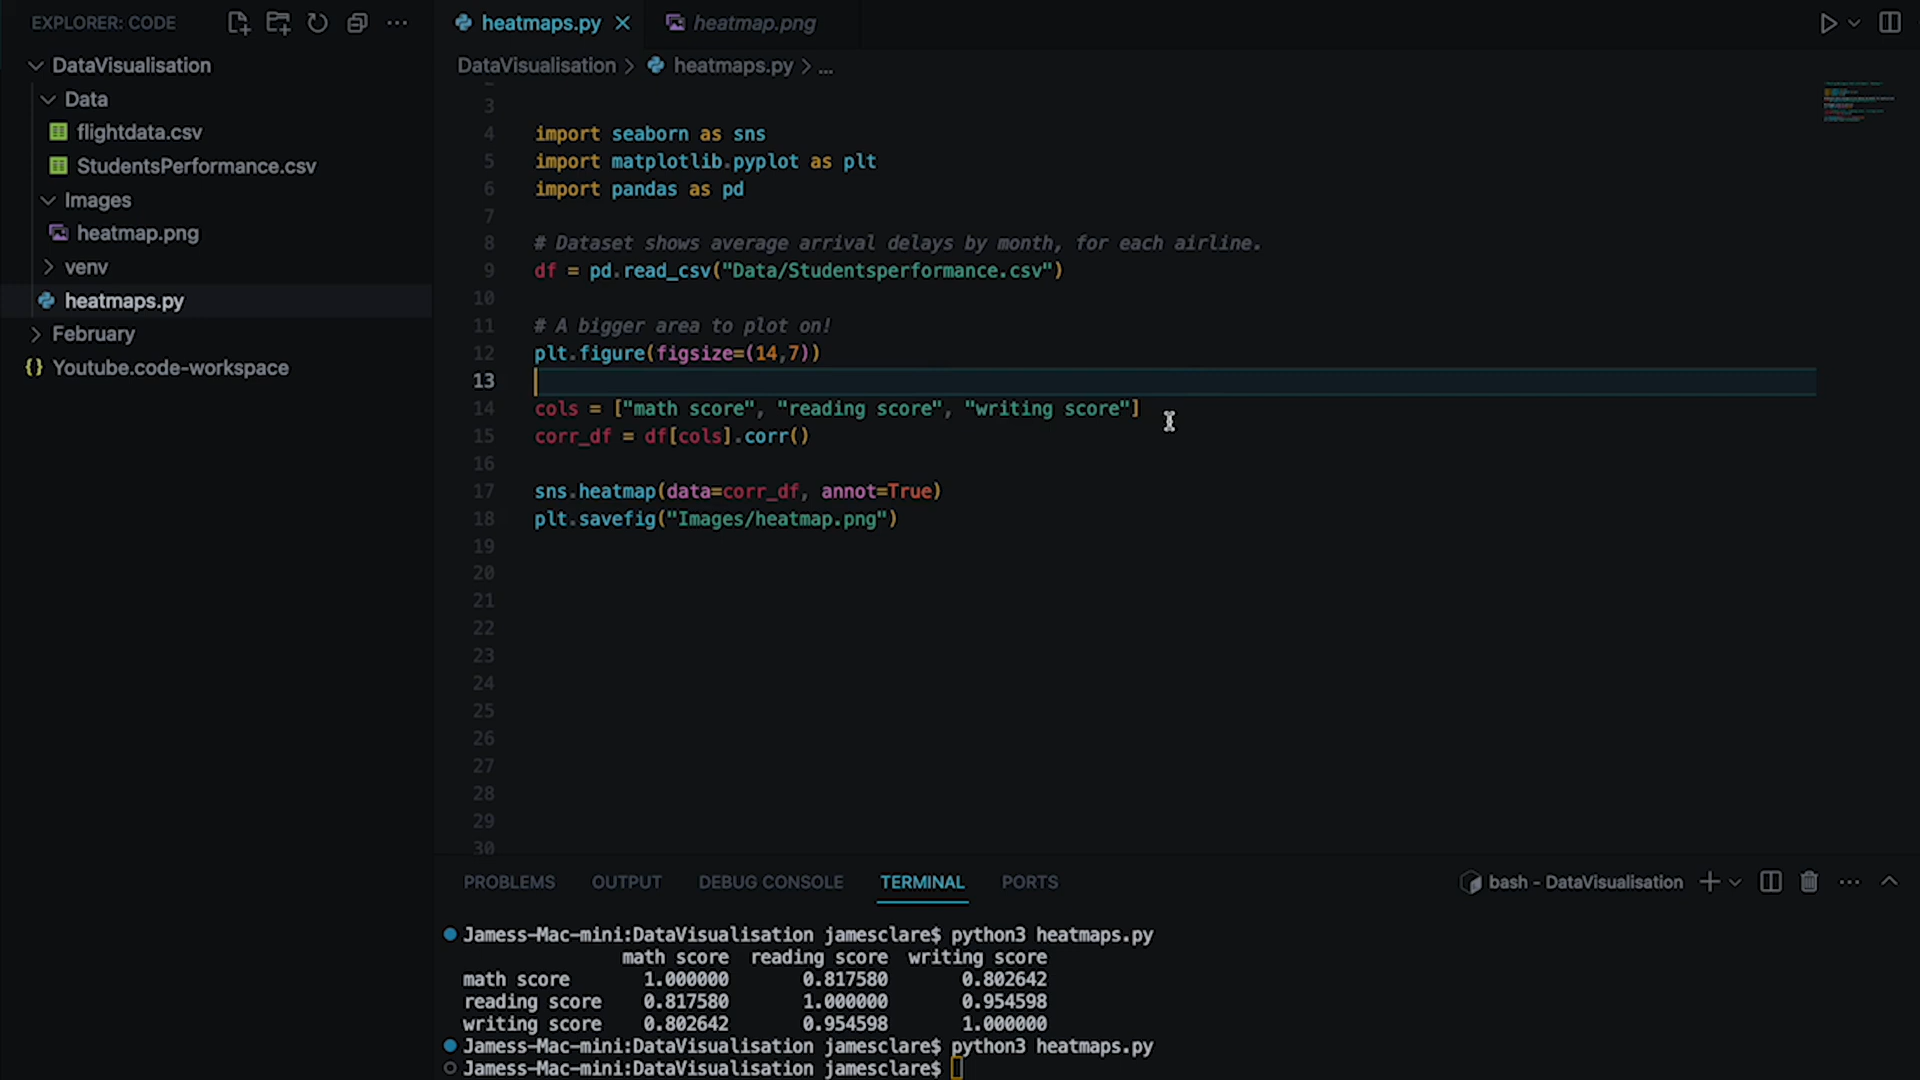 EXPLORER: CODE
heatmaps.py
heatmap.png
DataVisualisation
Data
flightdata.csv
StudentsPerformance.csv
Images
heatmap.png
venv
heatmaps.py
February
{} Youtube.code-workspace
DataVisualisation > heatmaps.py > ...
3
4 import seaborn as sns
5 import matplotlib.pyplot as plt
6 import pandas as pd
7
8 # Dataset shows average arrival delays by month, for each airline.
9 df = pd.read_csv("Data/Studentsperformance.csv")
10
11 # A bigger area to plot on!
12 plt.figure(figsize=(14,7))
13
14 cols = ["math score", "reading score", "writing score"]
15 corr_df = df[cols].corr()
16
17 sns.heatmap(data=corr_df, annot=True)
18 plt.savefig("Images/heatmap.png")
19
20
21
22
23
24
25
26
27
28
29
30
PROBLEMS OUTPUT DEBUG CONSOLE TERMINAL PORTS
bash - DataVisualisation
Jamess-Mac-mini:DataVisualisation jamesclare$ python3 heatmaps.py
math score reading score writing score
math score 1.000000 0.817580 0.802642
reading score 0.817580 1.000000 0.954598
writing score 0.802642 0.954598 1.000000
Jamess-Mac-mini:DataVisualisation jamesclare$ python3 heatmaps.py
Jamess-Mac-mini:DataVisualisation jamesclare$